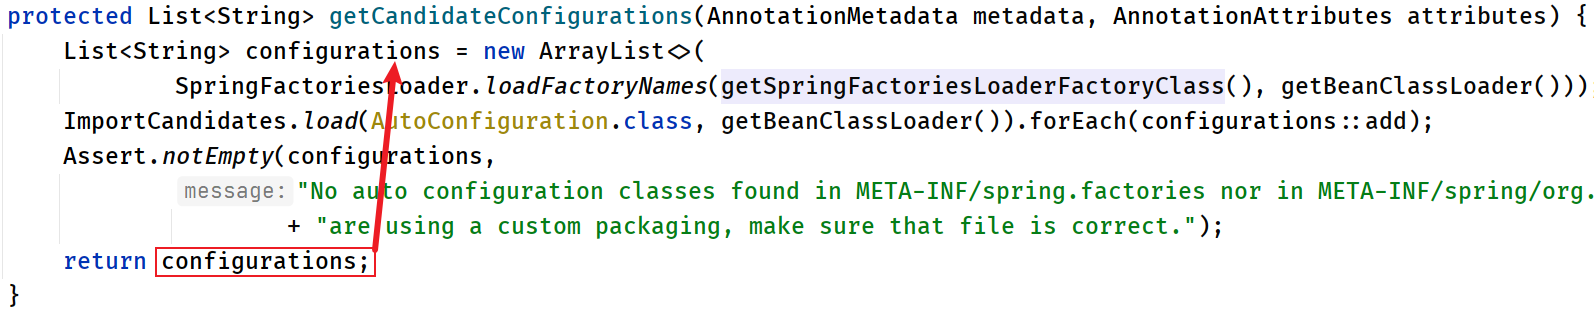 protected List<String> getCandidateConfigurations(AnnotationMetadata metadata, AnnotationAttributes attributes) {
List<String> configurations = new ArrayList<>(
SpringFactoriesLoader.loadFactoryNames(getSpringFactoriesLoaderFactoryClass(), getBeanClassLoader()));
ImportCandidates.load(AutoConfiguration.class, getBeanClassLoader()).forEach(configurations::add);
Assert.notEmpty(configurations,
message: "No auto configuration classes found in META-INF/spring.factories nor in META-INF/spring/org.
+ "are using a custom packaging, make sure that file is correct.");
return configurations;
}